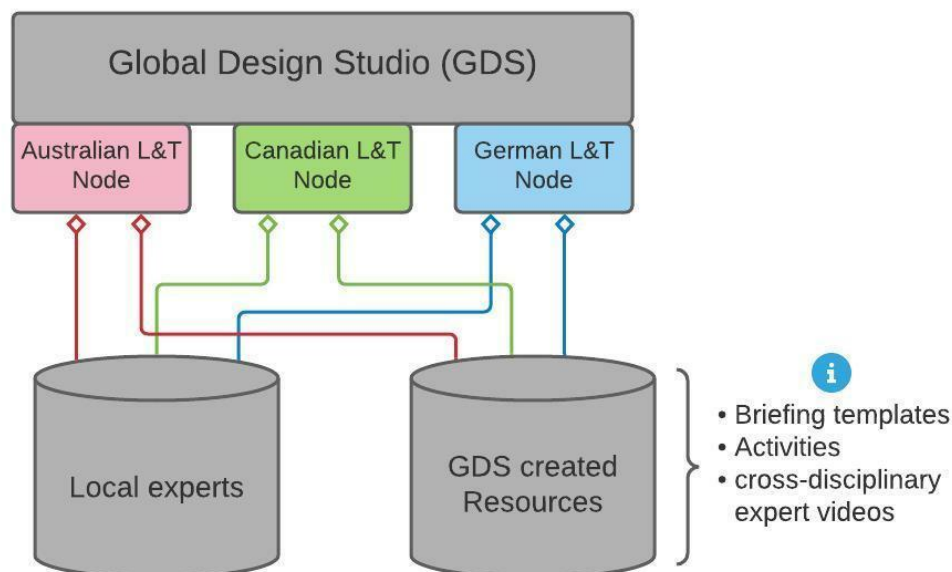 Global Design Studio (GDS)
Australian L&T
Node
Canadian L&T
Node
German L&T
Node
Local experts
GDS created
Resources
i
• Briefing templates
• Activities
• cross-disciplinary
expert videos